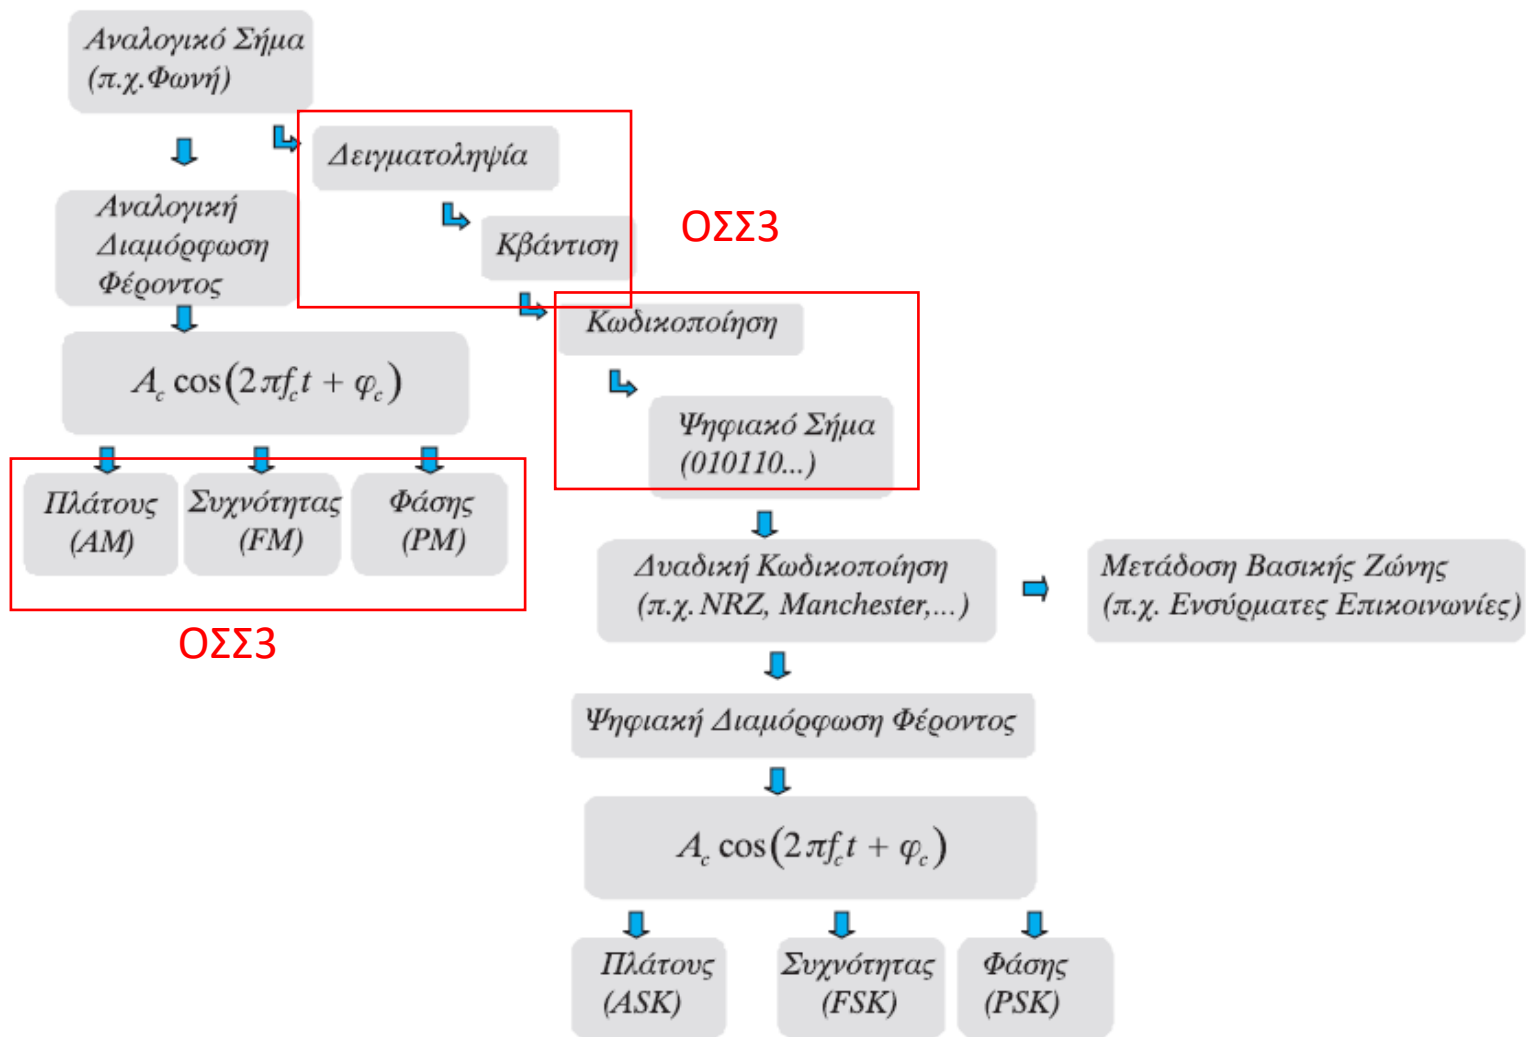 Αναλογικό Σήμα
(π.χ.Φωνή)
Δειγματοληψία
Αναλογική
Διαμόρφωση
Φέροντος
Κβάντιση
ΟΣΣ3
Κωδικοποίηση
A_c cos(2πf_c t + φ_c)
Ψηφιακό Σήμα
(010110...)
Πλάτους
(AM)
Συχνότητας
(FM)
Φάσης
(PM)
ΟΣΣ3
Δυαδική Κωδικοποίηση
(π.χ. NRZ, Manchester,...)
Μετάδοση Βασικής Ζώνης
(π.χ. Ενσύρματες Επικοινωνίες)
Ψηφιακή Διαμόρφωση Φέροντος
A_c cos(2πf_c t + φ_c)
Πλάτους
(ASK)
Συχνότητας
(FSK)
Φάσης
(PSK)